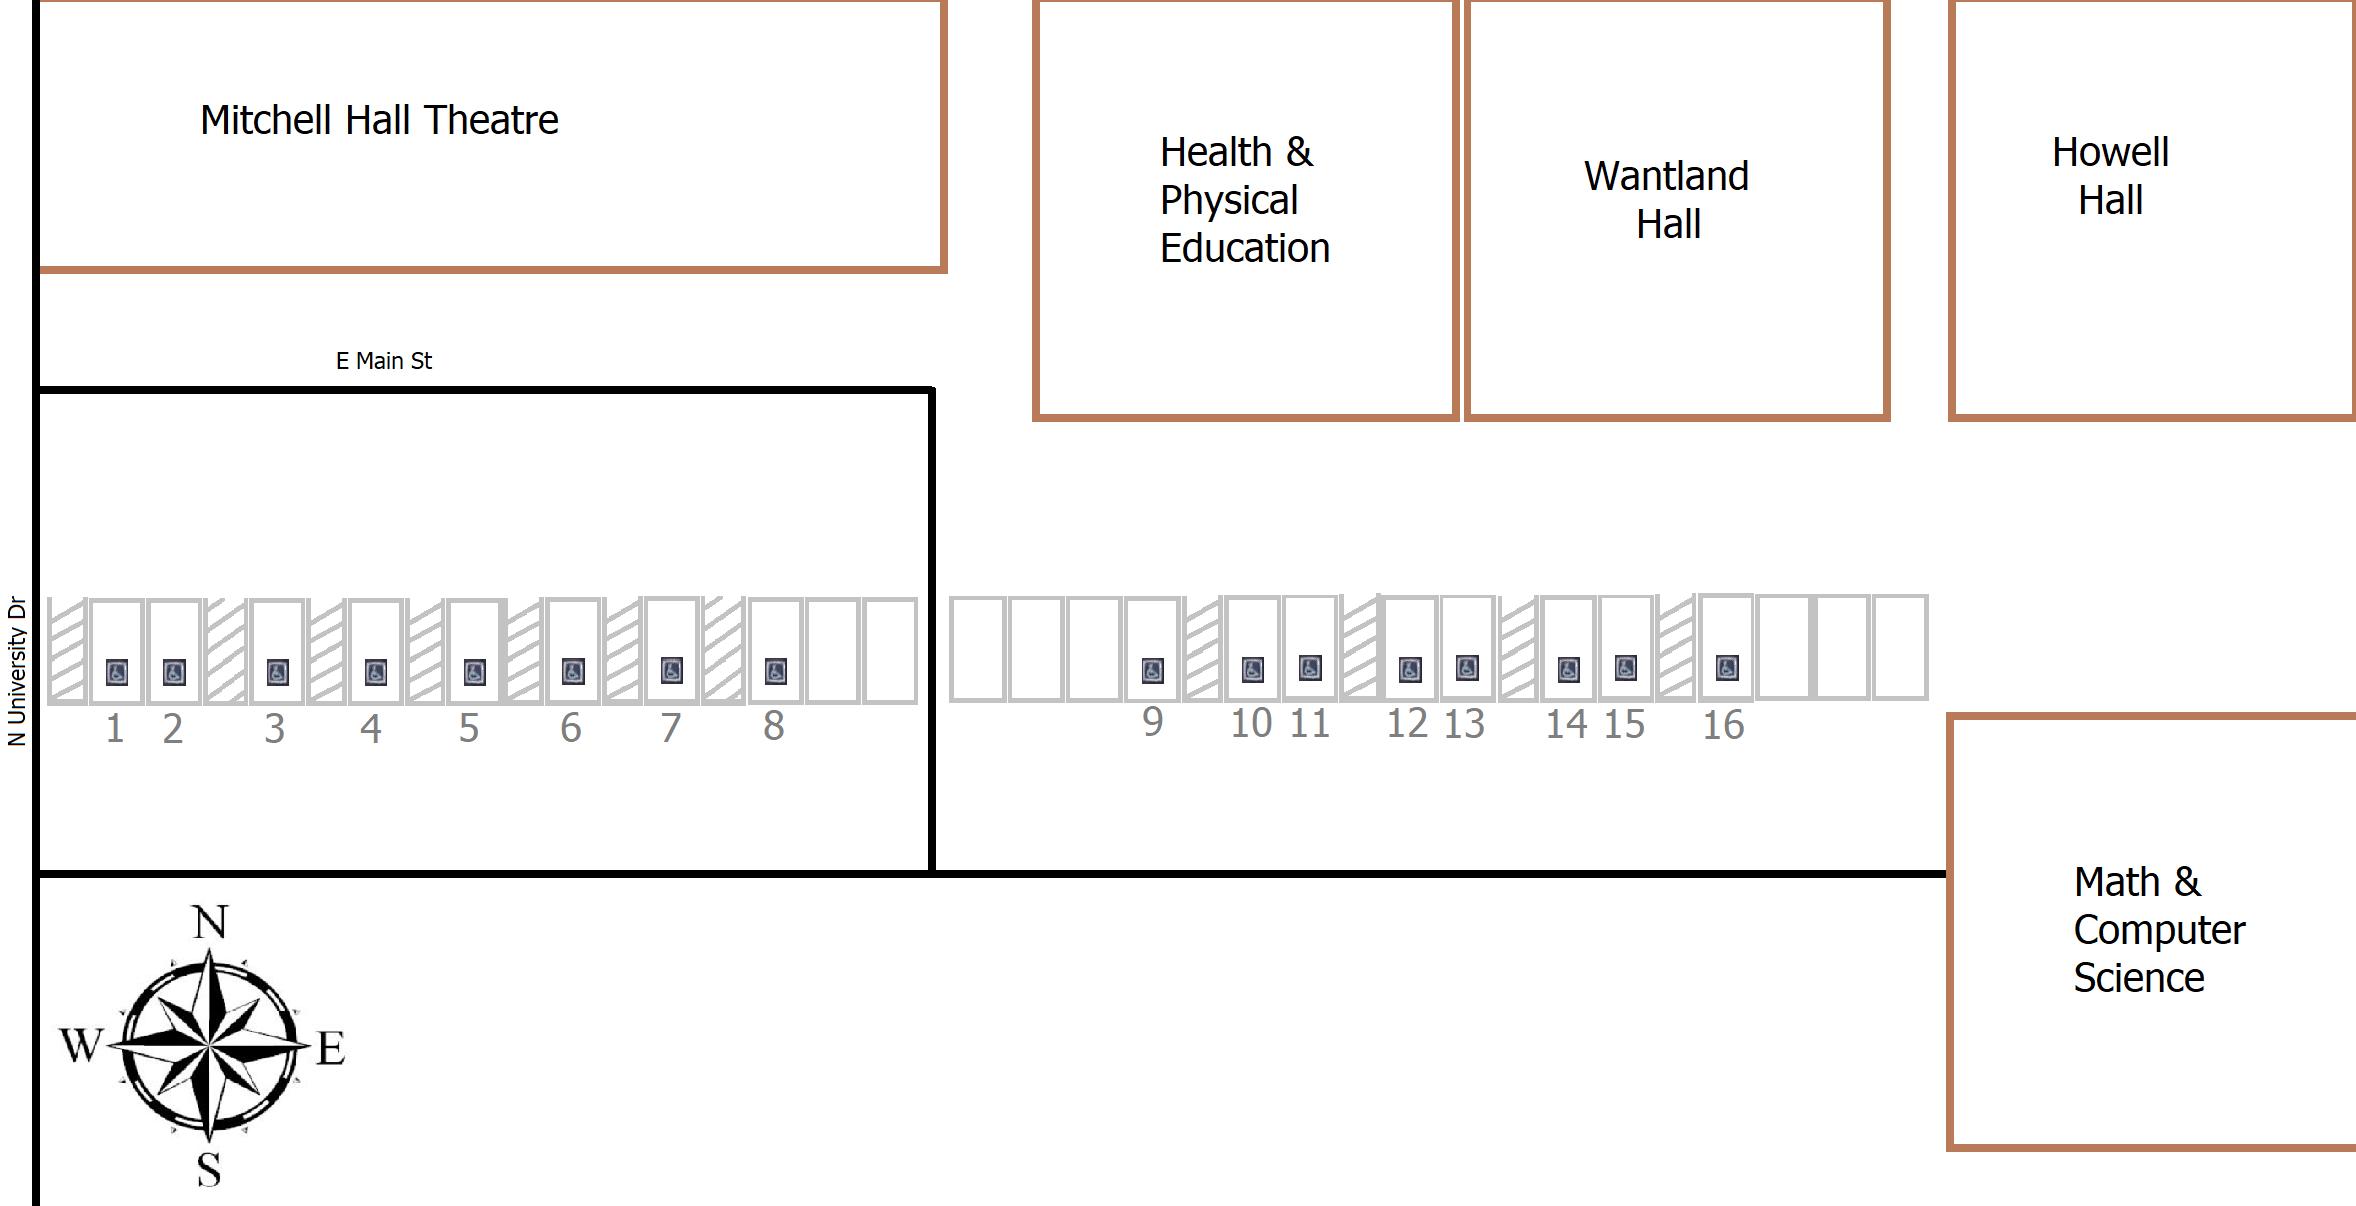 Mitchell Hall Theatre
Health &
Physical
Education
Wantland
Hall
Howell
Hall
E Main St
N University Dr
1 2 3 4 5 6 7 8
9 10 11 12 13 14 15 16
Math &
Computer
Science
N
W E
S